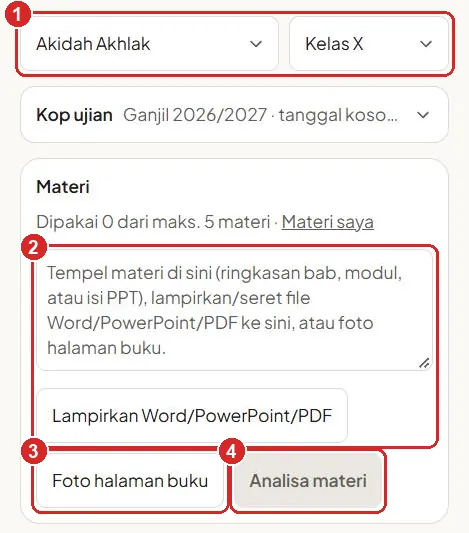 1
Akidah Akhlak Kelas X
Kop ujian Ganjil 2026/2027 · tanggal koso...
Materi
Dipakai 0 dari maks. 5 materi · Materi saya
2
Tempel materi di sini (ringkasan bab, modul,
atau isi PPT), lampirkan/seret file
Word/PowerPoint/PDF ke sini, atau foto
halaman buku.
Lampirkan Word/PowerPoint/PDF
3 4
Foto halaman buku Analisa materi